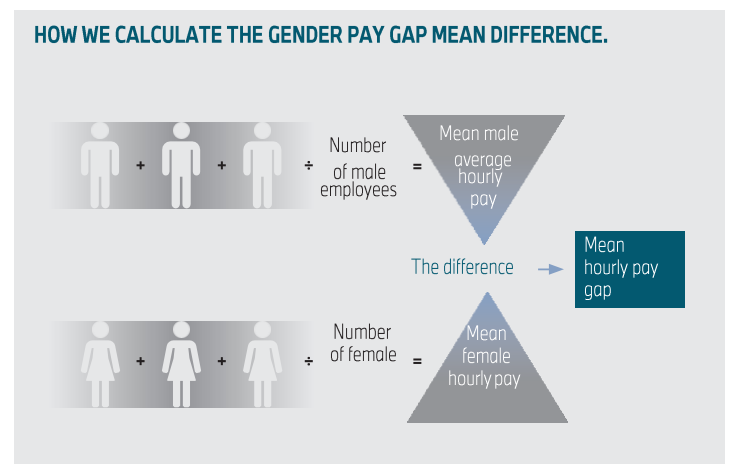 HOW WE CALCULATE THE GENDER PAY GAP MEAN DIFFERENCE.
+ + ÷
Number
of male
employees
=
Mean male
average
hourly
pay
The difference
Mean
hourly pay
gap
+ + ÷
Number
of female
=
Mean
female
hourly pay